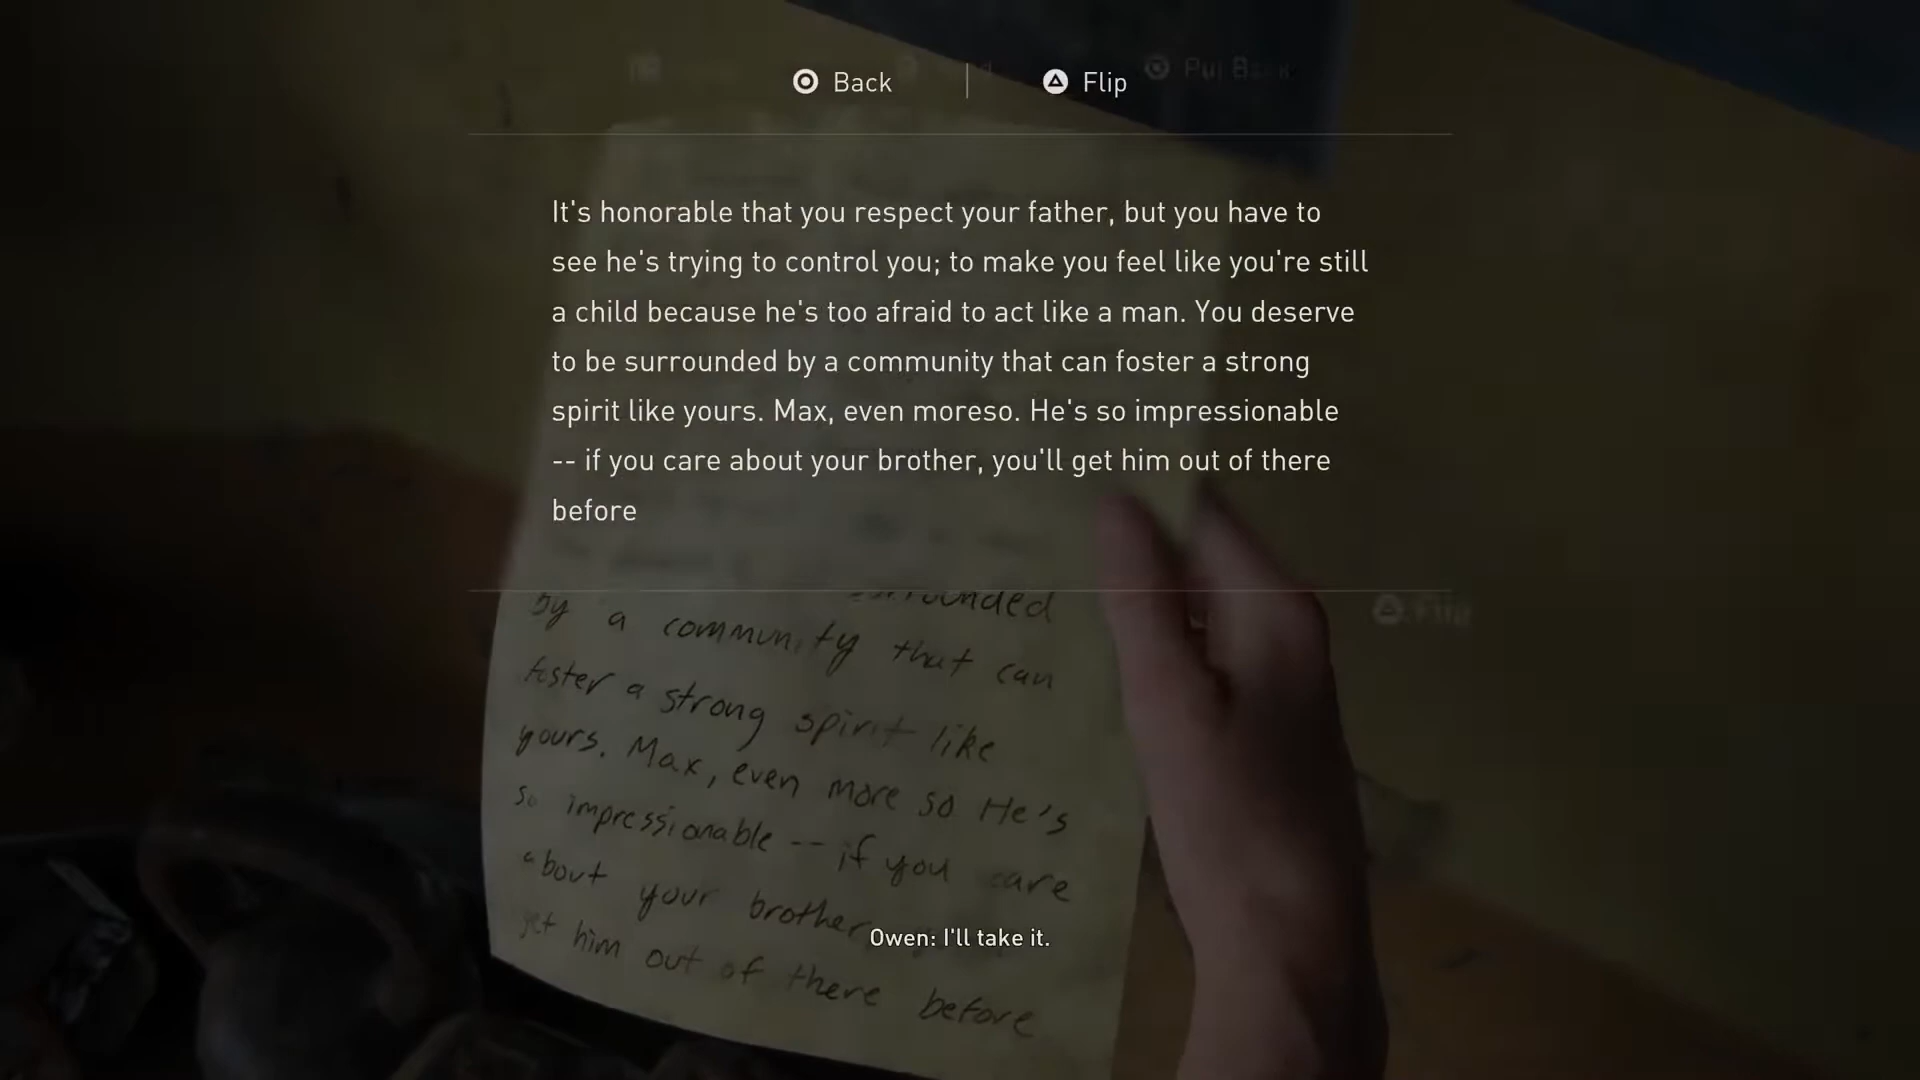 Back
Flip
Put Back
It's honorable that you respect your father, but you have to
see he's trying to control you; to make you feel like you're still
a child because he's too afraid to act like a man. You deserve
to be surrounded by a community that can foster a strong
spirit like yours. Max, even moreso. He's so impressionable
-- if you care about your brother, you'll get him out of there
before
surrounded
by a community that can
Flip
foster a strong spirit like
yours. Max, even more so He's
so impressionable -- if you care
about your brother
get him out of there before
Owen: I'll take it.